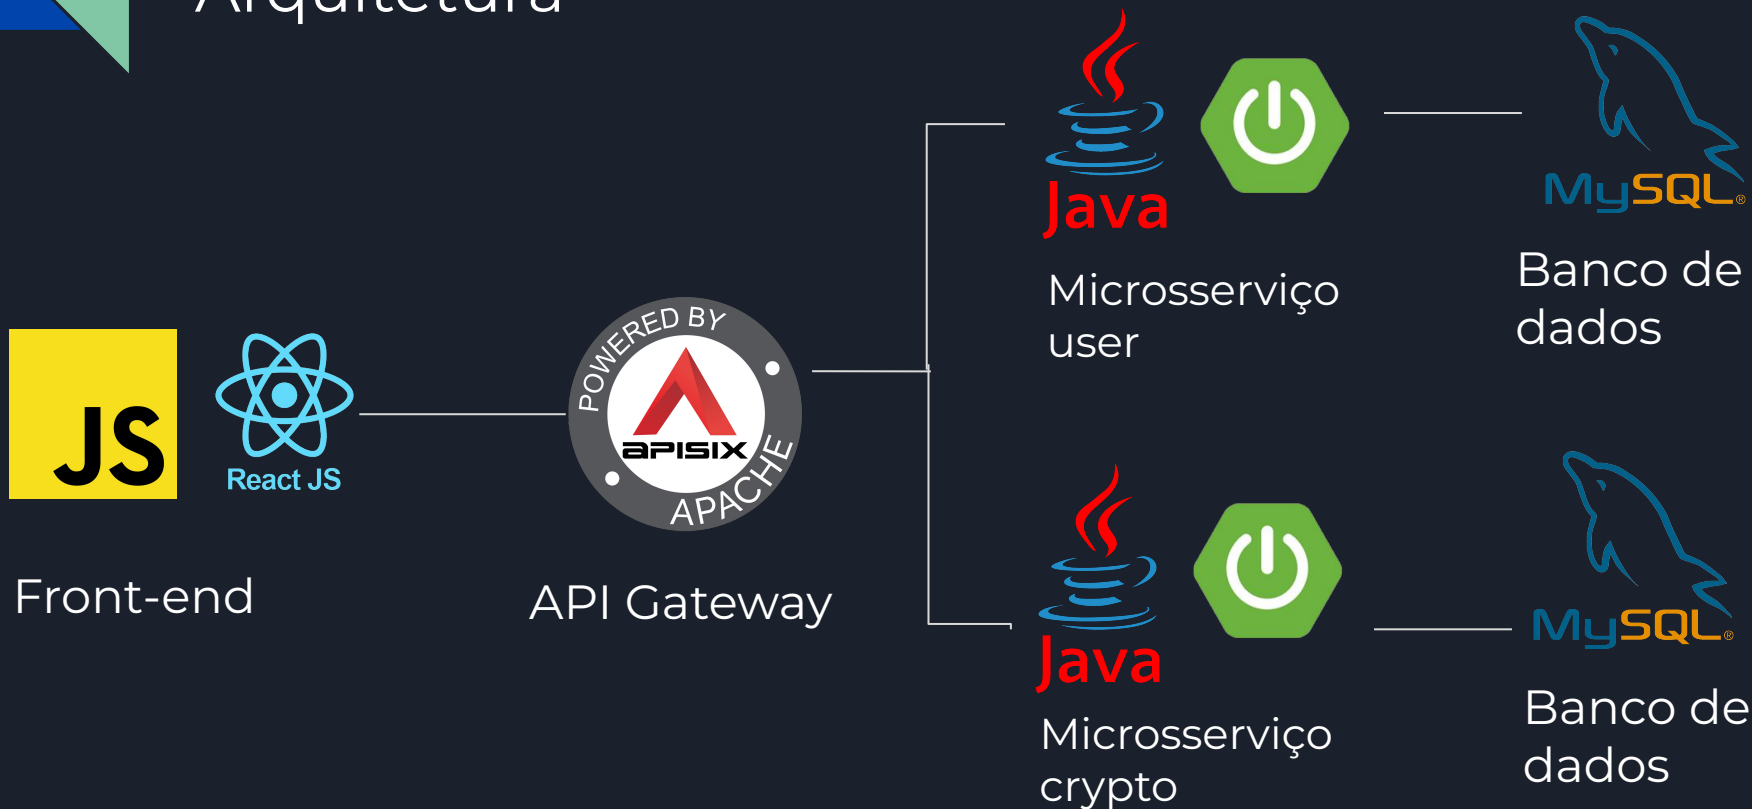 Arquitetura
JS
React JS
Front-end
POWERED BY
APISIX
APACHE
API Gateway
Java
Microsserviço
user
MySQL®
Banco de
dados
Java
Microsserviço
crypto
MySQL®
Banco de
dados